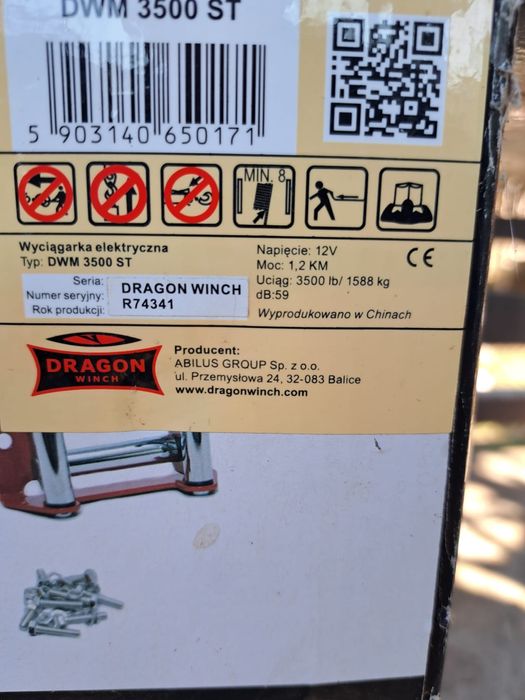 DWM 3500 ST
5 903140 650171
MIN. 8
Wyciągarka elektryczna
Typ: DWM 3500 ST
Seria: DRAGON WINCH
Numer seryjny: R74341
Rok produkcji:
Napięcie: 12V
Moc: 1,2 KM
Uciąg: 3500 lb/ 1588 kg
dB:59
Wyprodukowano w Chinach
CE
DRAGON
WINCH
Producent:
ABILUS GROUP Sp. z o.o.
ul. Przemysłowa 24, 32-083 Balice
www.dragonwinch.com